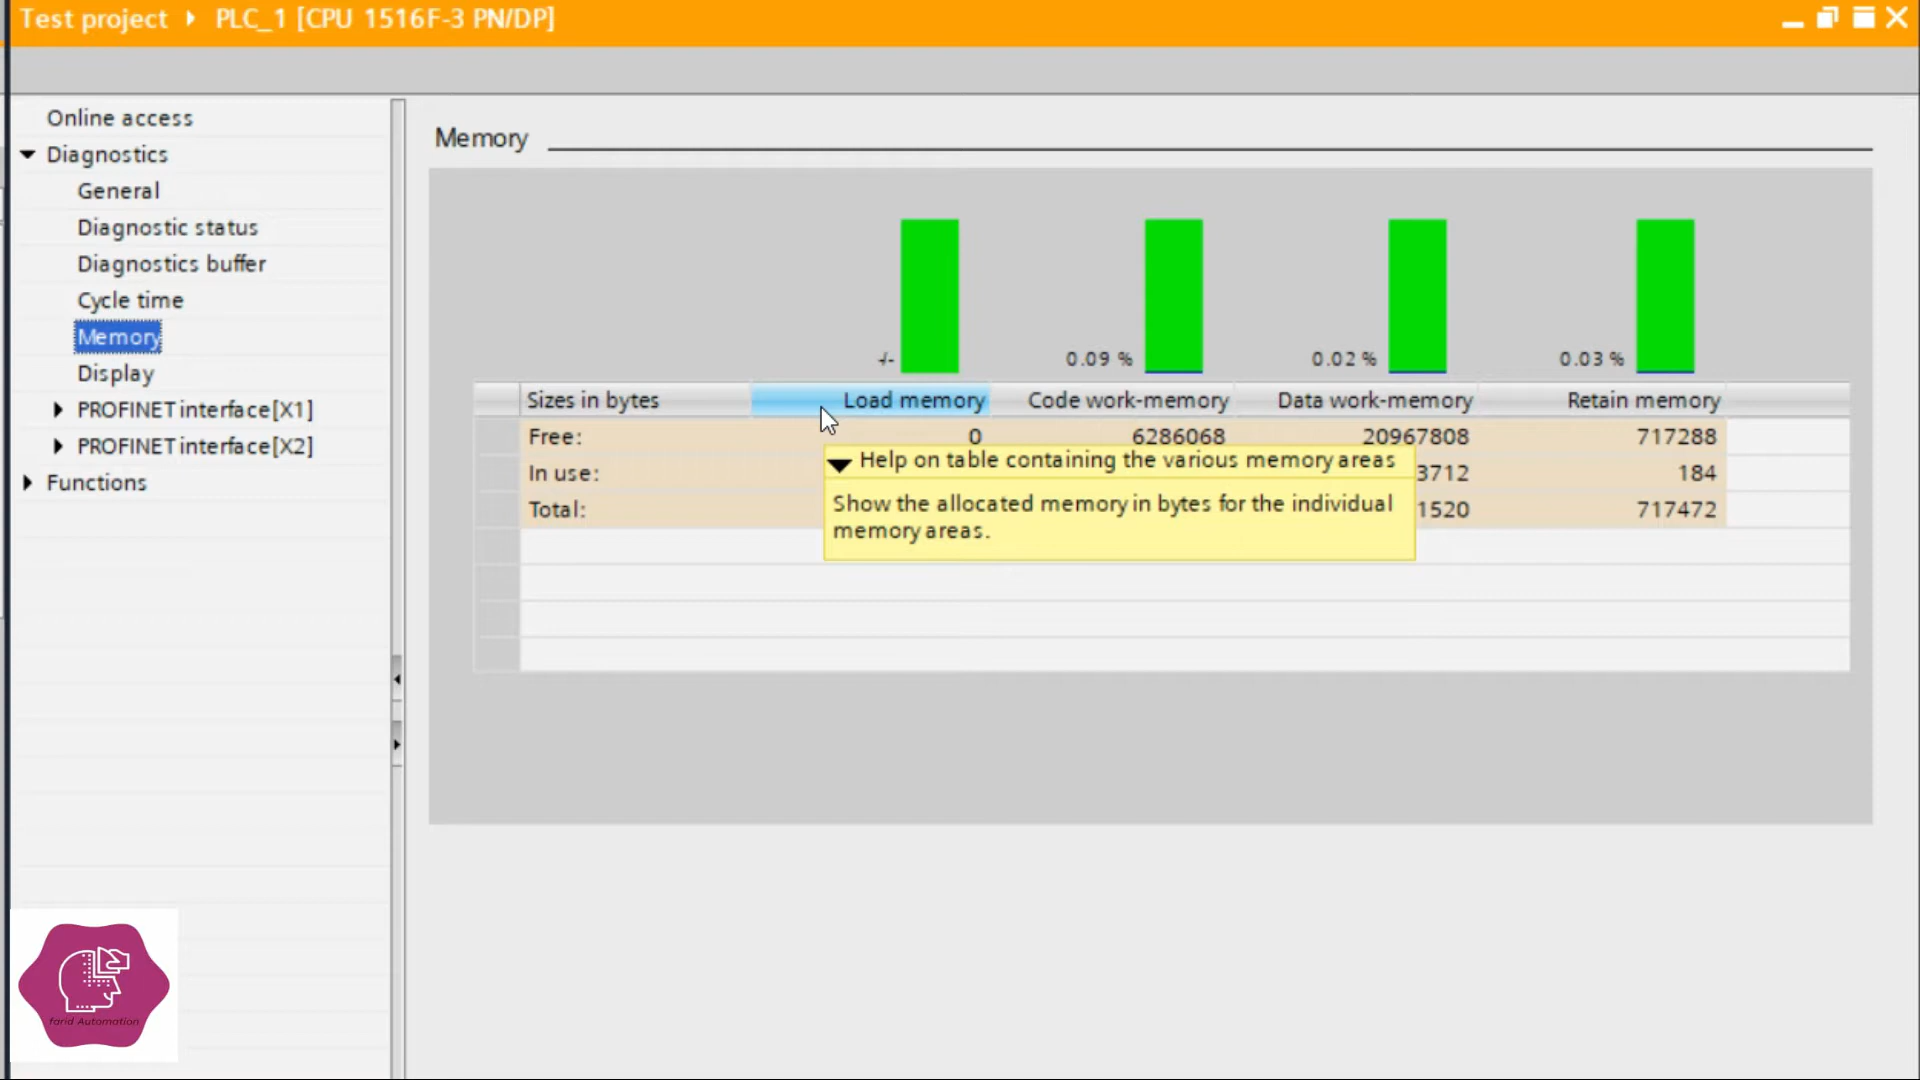 Test project ▸ PLC_1 [CPU 1516F-3 PN/DP]
Online access
Diagnostics
General
Diagnostic status
Diagnostics buffer
Cycle time
Memory
Display
PROFINET interface [X1]
PROFINET interface [X2]
Functions
Memory
-/- 0.09 % 0.02 % 0.03 %
Sizes in bytes Load memory Code work-memory Data work-memory Retain memory
Free: 0 6286068 20967808 717288
In use: 3712 184
Total: 1520 717472
Help on table containing the various memory areas
Show the allocated memory in bytes for the individual
memory areas.
farid Automation